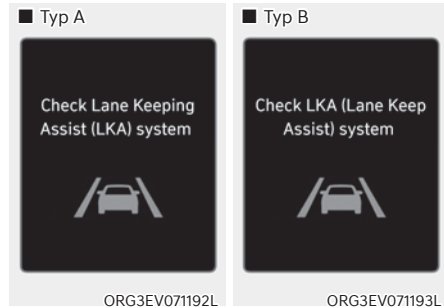 ■ Typ A
Check Lane Keeping
Assist (LKA) system
ORG3EV071192L
■ Typ B
Check LKA (Lane Keep
Assist) system
ORG3EV071193L